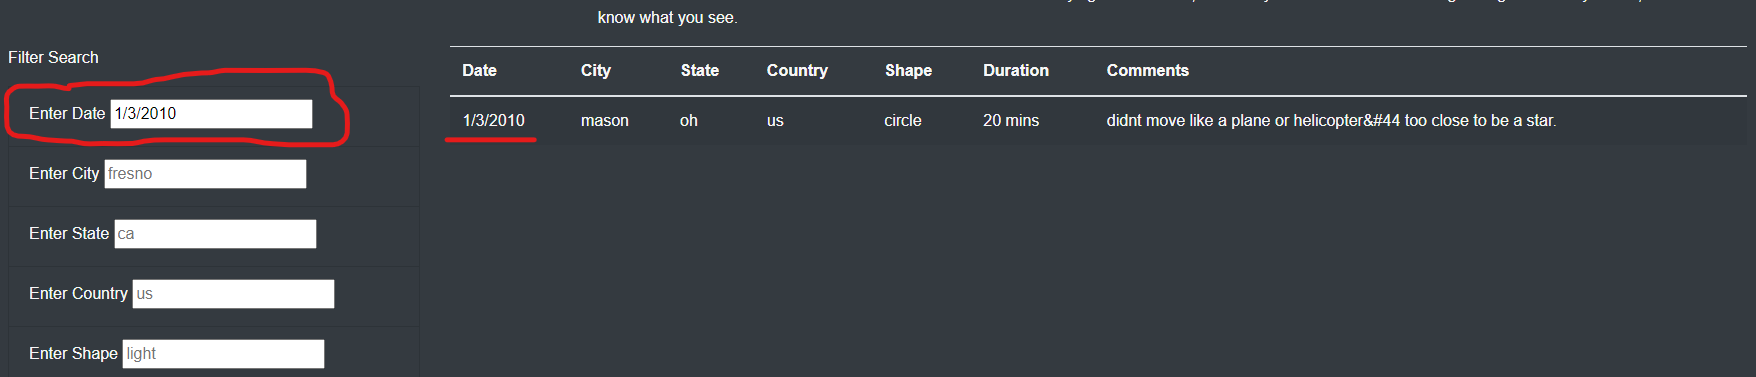 know what you see.
Filter Search
Enter Date 1/3/2010
Enter City fresno
Enter State ca
Enter Country us
Enter Shape light
Date City State Country Shape Duration Comments
1/3/2010 mason oh us circle 20 mins didnt move like a plane or helicopter&#44 too close to be a star.